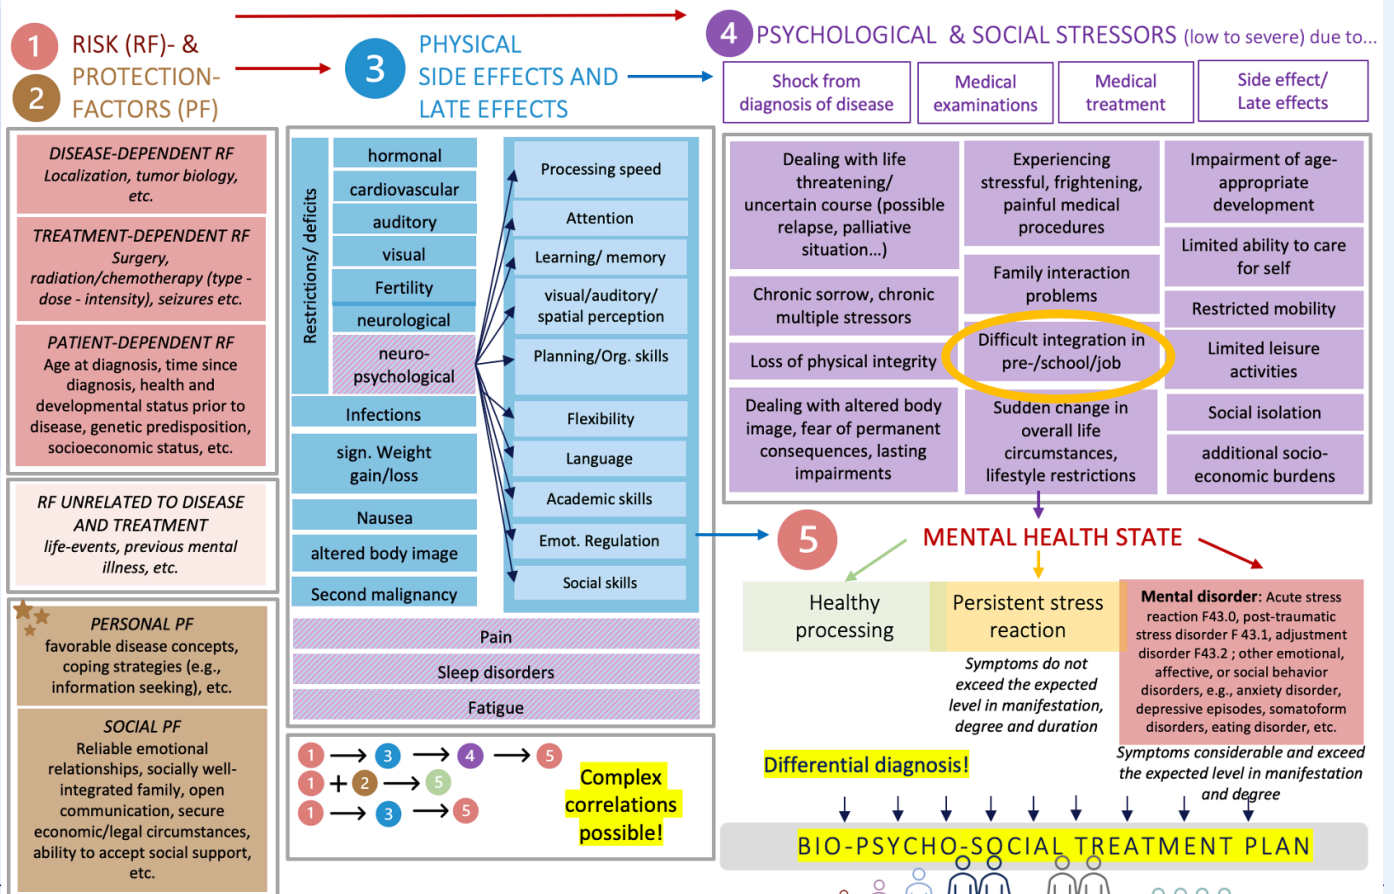 1
RISK (RF)- &
2
PROTECTION-
FACTORS (PF)
3
PHYSICAL
SIDE EFFECTS AND
LATE EFFECTS
4
PSYCHOLOGICAL & SOCIAL STRESSORS (low to severe) due to...
Shock from
diagnosis of disease
Medical
examinations
Medical
treatment
Side effect/
Late effects
DISEASE-DEPENDENT RF
Localization, tumor biology,
etc.
TREATMENT-DEPENDENT RF
Surgery,
radiation/chemotherapy (type -
dose - intensity), seizures etc.
PATIENT-DEPENDENT RF
Age at diagnosis, time since
diagnosis, health and
developmental status prior to
disease, genetic predisposition,
socioeconomic status, etc.
RF UNRELATED TO DISEASE
AND TREATMENT
life-events, previous mental
illness, etc.
PERSONAL PF
favorable disease concepts,
coping strategies (e.g.,
information seeking), etc.
SOCIAL PF
Reliable emotional
relationships, socially well-
integrated family, open
communication, secure
economic/legal circumstances,
ability to accept social support,
etc.
Restrictions/ deficits
hormonal
cardiovascular
auditory
visual
Fertility
neurological
neuro-
psychological
Infections
sign. Weight
gain/loss
Nausea
altered body image
Second malignancy
Processing speed
Attention
Learning/ memory
visual/auditory/
spatial perception
Planning/Org. skills
Flexibility
Language
Academic skills
Emot. Regulation
Social skills
Pain
Sleep disorders
Fatigue
1 3 4 5
1 + 2 5
1 3 5
Complex
correlations
possible!
Dealing with life
threatening/
uncertain course (possible
relapse, palliative
situation...)
Chronic sorrow, chronic
multiple stressors
Loss of physical integrity
Dealing with altered body
image, fear of permanent
consequences, lasting
impairments
Experiencing
stressful, frightening,
painful medical
procedures
Family interaction
problems
Difficult integration in
pre-/school/job
Sudden change in
overall life
circumstances,
lifestyle restrictions
Impairment of age-
appropriate
development
Limited ability to care
for self
Restricted mobility
Limited leisure
activities
Social isolation
additional socio-
economic burdens
5
MENTAL HEALTH STATE
Healthy
processing
Persistent stress
reaction
Symptoms do not
exceed the expected
level in manifestation,
degree and duration
Mental disorder: Acute stress
reaction F43.0, post-traumatic
stress disorder F 43.1, adjustment
disorder F43.2 ; other emotional,
affective, or social behavior
disorders, e.g., anxiety disorder,
depressive episodes, somatoform
disorders, eating disorder, etc.
Symptoms considerable and exceed
the expected level in manifestation
and degree
Differential diagnosis!
BIO-PSYCHO-SOCIAL TREATMENT PLAN